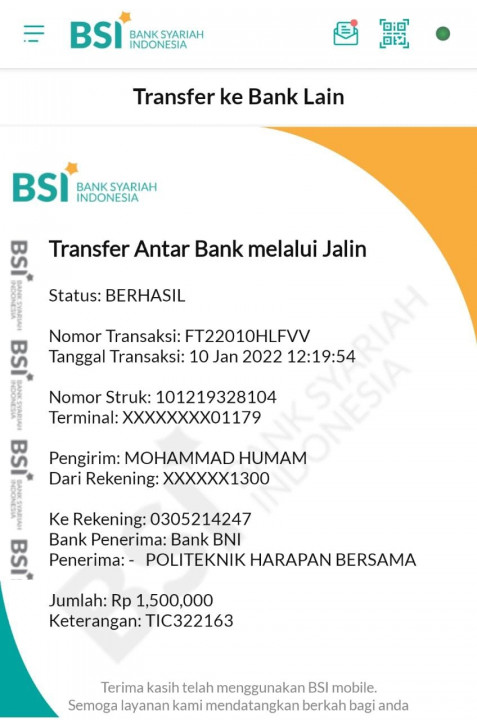 BSI BANK SYARIAH
INDONESIA
Transfer ke Bank Lain
BSI BANK SYARIAH
INDONESIA
Transfer Antar Bank melalui Jalin
Status: BERHASIL
Nomor Transaksi: FT22010HLFVV
Tanggal Transaksi: 10 Jan 2022 12:19:54
Nomor Struk: 101219328104
Terminal: XXXXXXXX01179
Pengirim: MOHAMMAD HUMAM
Dari Rekening: XXXXXX1300
Ke Rekening: 0305214247
Bank Penerima: Bank BNI
Penerima: - POLITEKNIK HARAPAN BERSAMA
Jumlah: Rp 1,500,000
Keterangan: TIC322163
Terima kasih telah menggunakan BSI mobile.
Semoga layanan kami mendatangkan berkah bagi anda
BSI BANK SYARIAH
INDONESIA
BSI BANK SYARIAH
INDONESIA
BSI BANK SYARIAH
INDONESIA
BSI BANK SYARIAH
INDONESIA
BSI